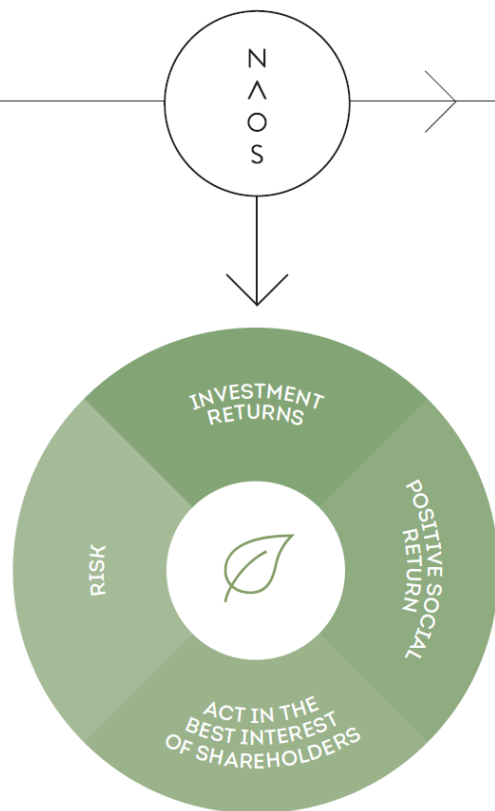 N
Λ
O
S
INVESTMENT
RETURNS
POSITIVE SOCIAL
RETURN
RISK
ACT IN THE
BEST INTEREST
OF SHAREHOLDERS